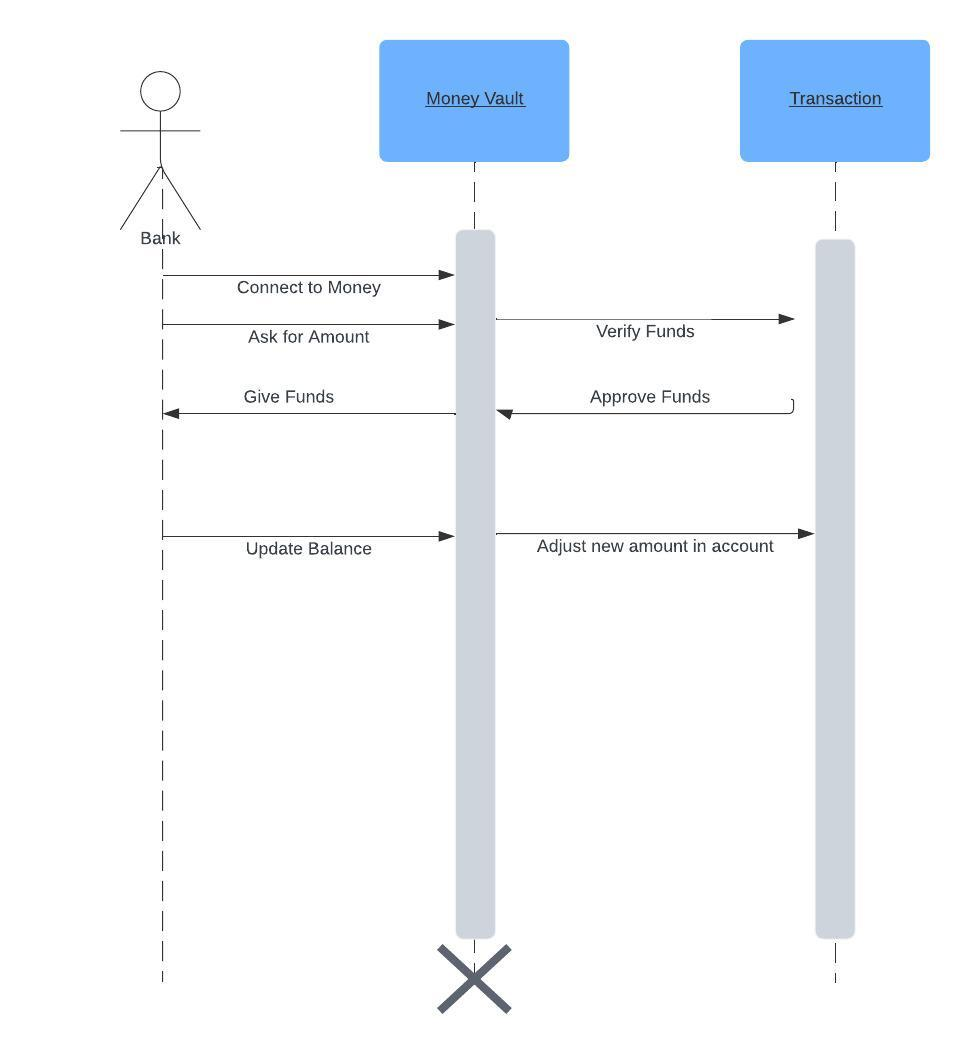 Money Vault
Transaction
Bank
Connect to Money
Verify Funds
Ask for Amount
Give Funds
Approve Funds
Update Balance
Adjust new amount in account